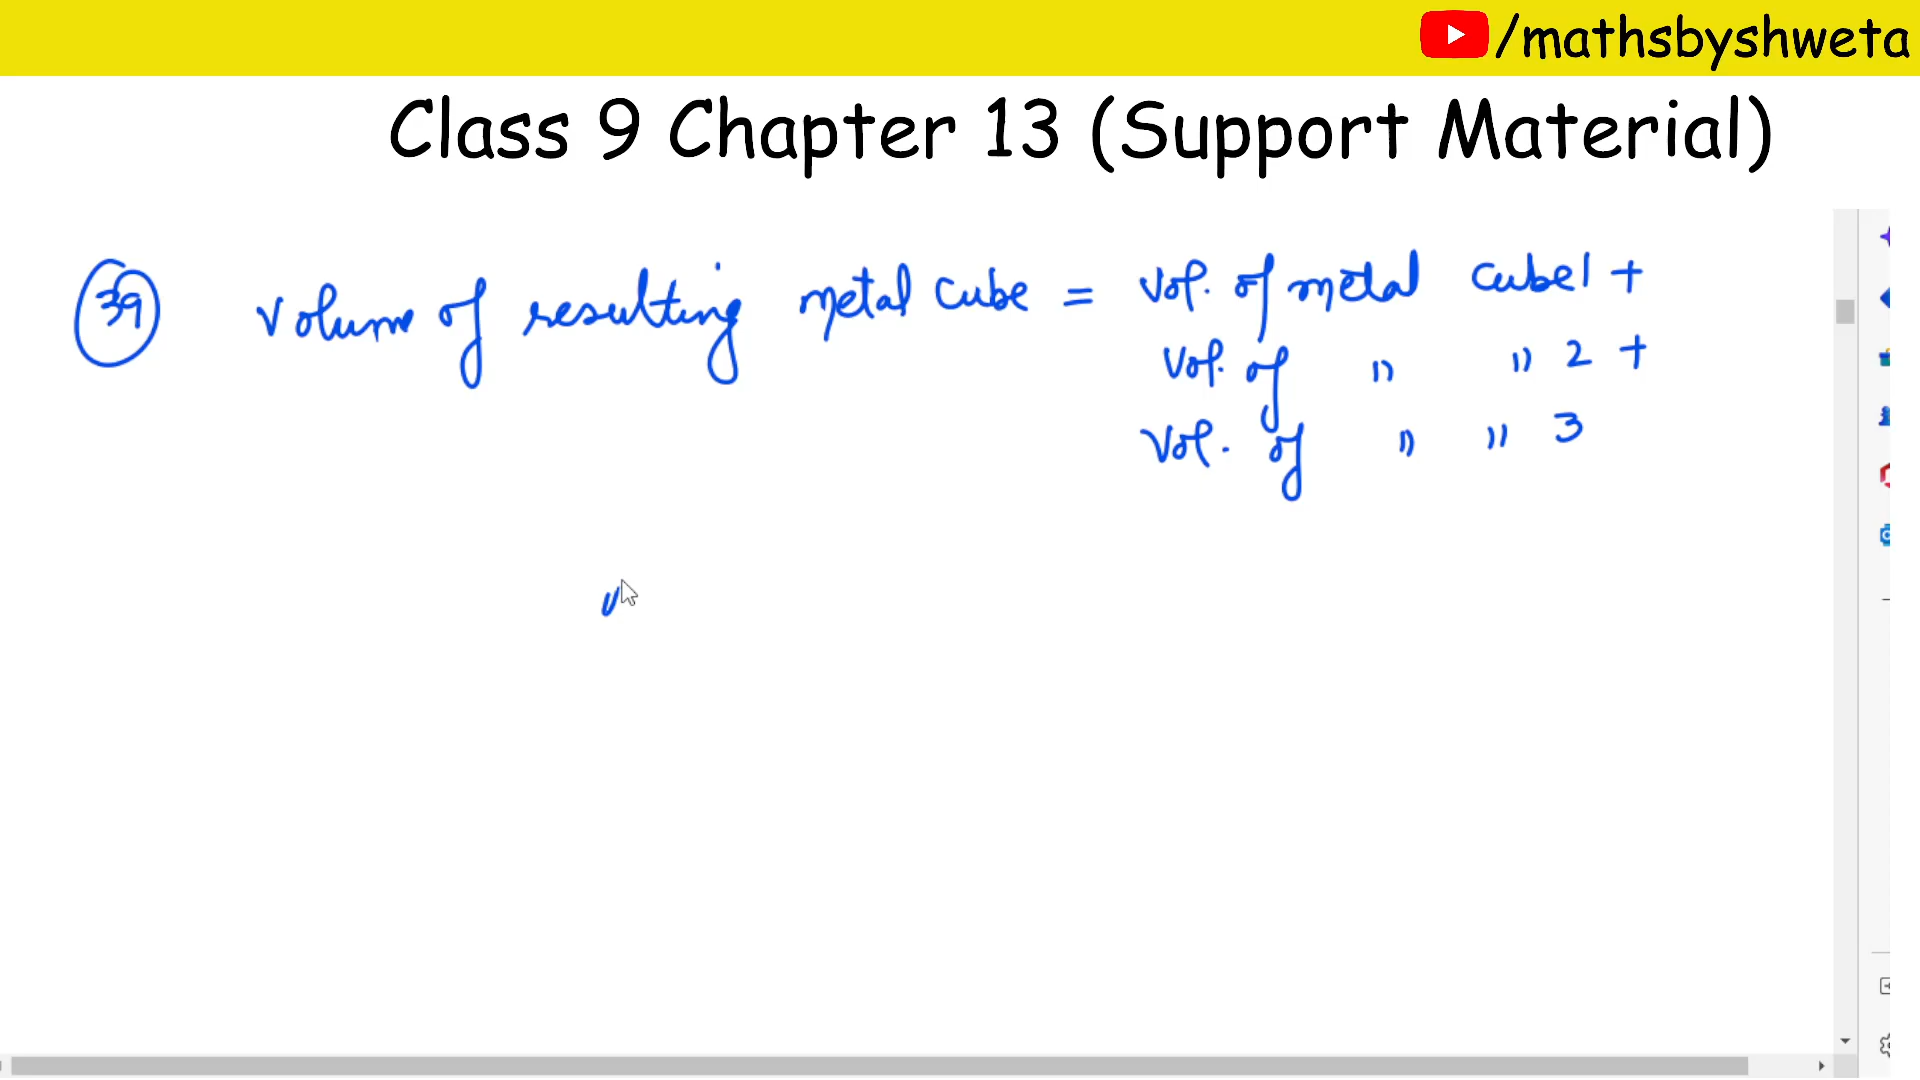 /mathsbyshweta
Class 9 Chapter 13 (Support Material)
39 Volume of resulting metal cube = Vol. of metal cube1 +
Vol. of " " 2 +
Vol. of " " 3